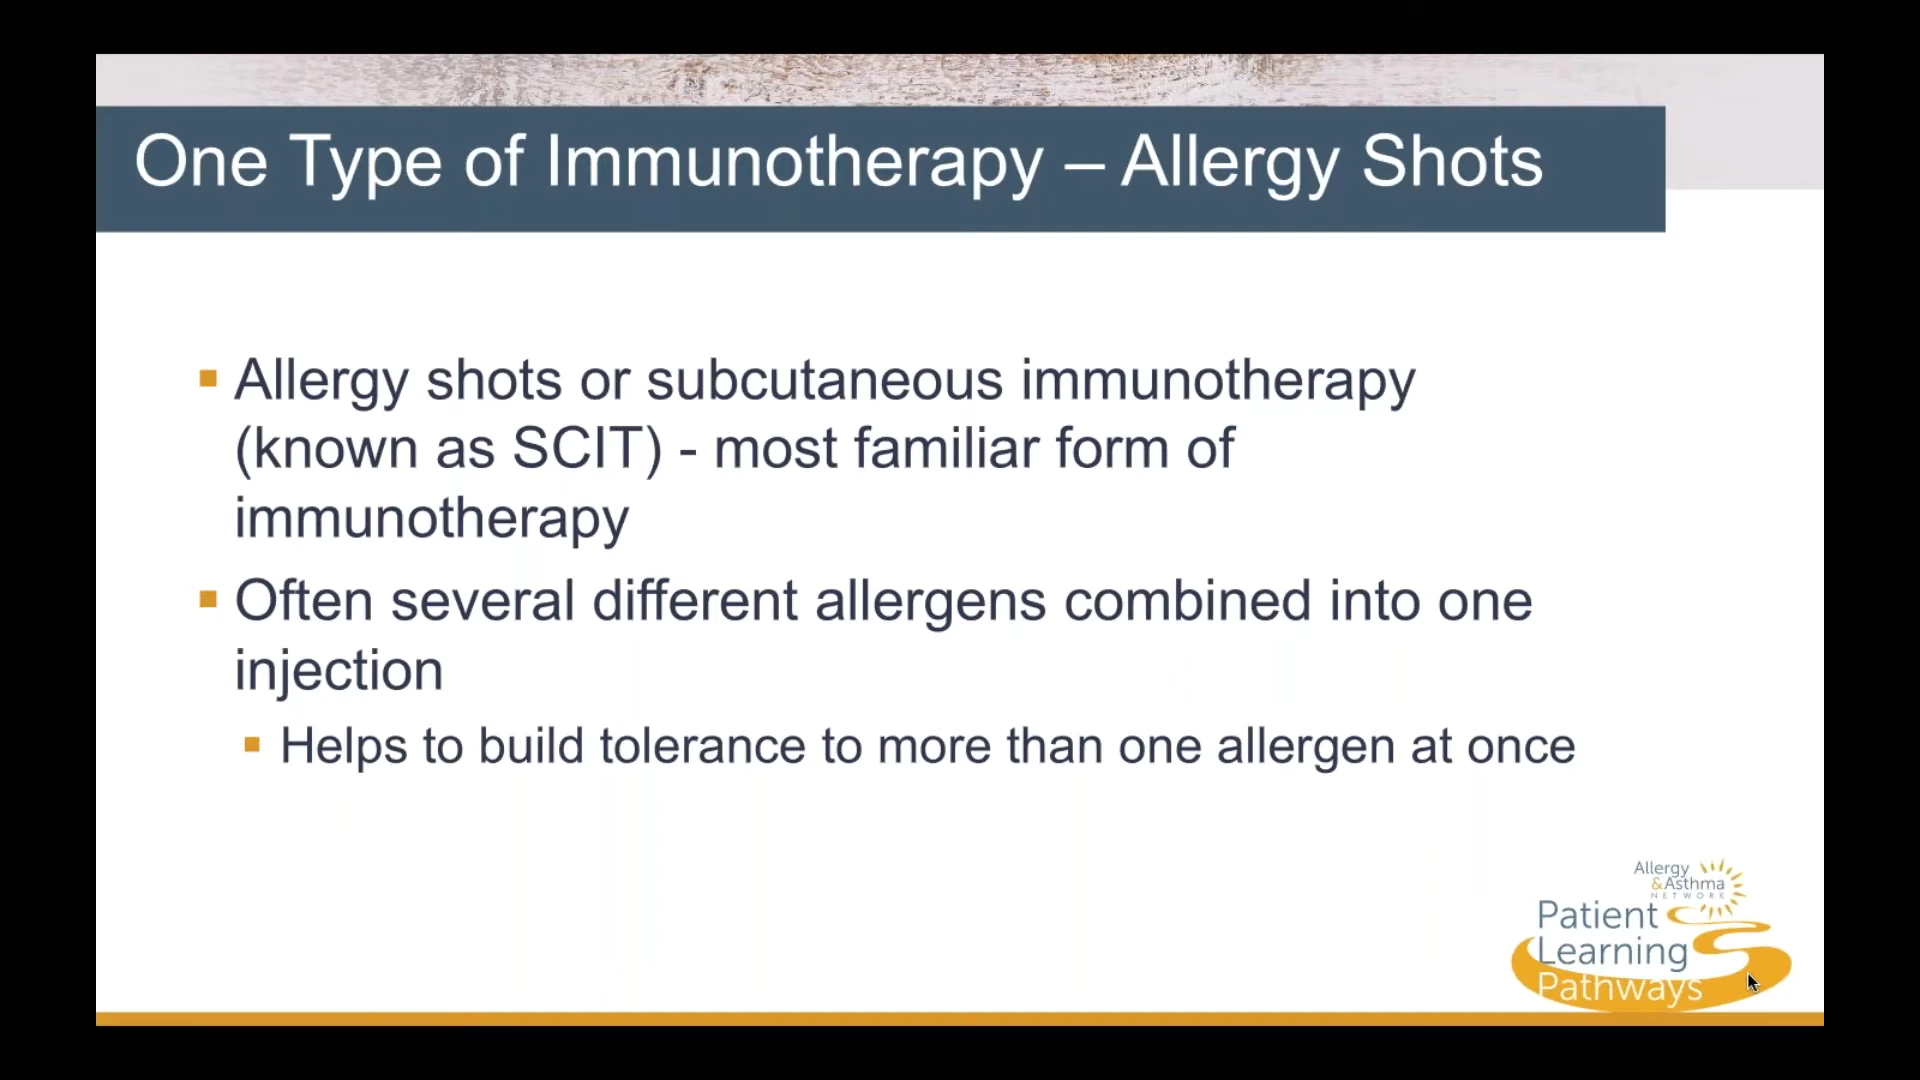 One Type of Immunotherapy – Allergy Shots
Allergy shots or subcutaneous immunotherapy
(known as SCIT) - most familiar form of
immunotherapy
Often several different allergens combined into one
injection
Helps to build tolerance to more than one allergen at once
Allergy
&Asthma
NETWORK
Patient
Learning
Pathways